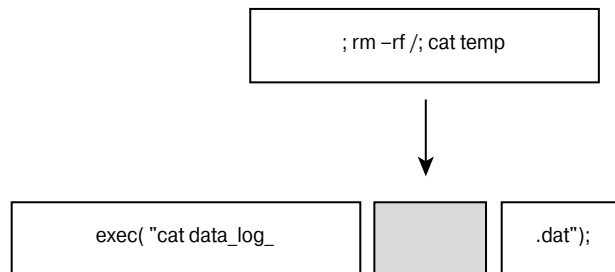 ; rm –rf /; cat temp
exec( "cat data_log_
.dat");